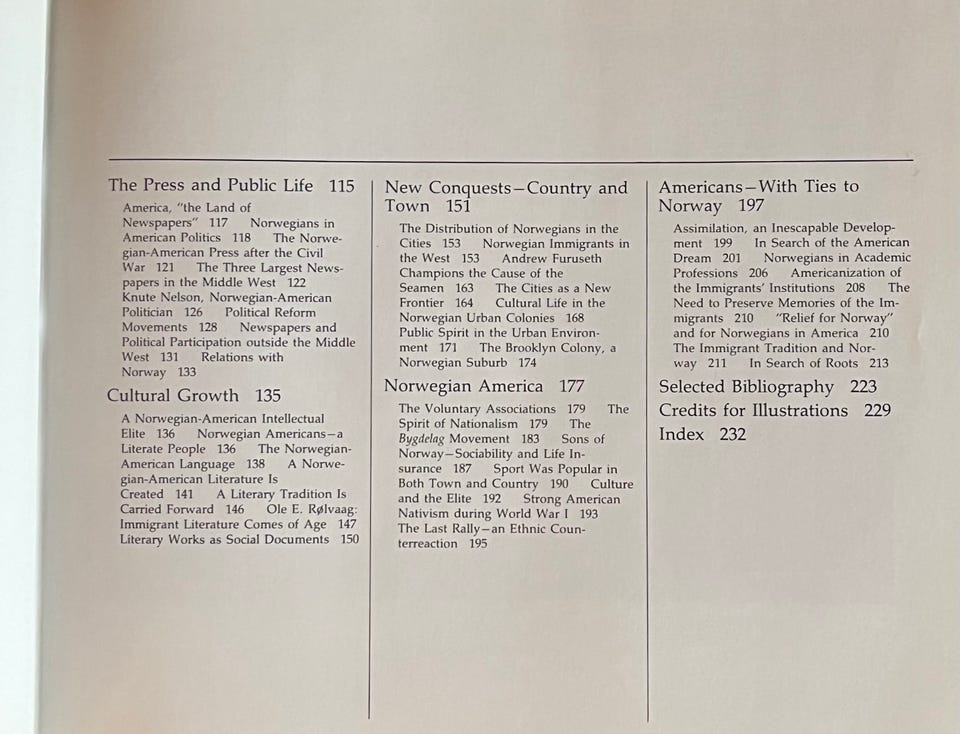 The Press and Public Life 115
America, "the Land of
Newspapers" 117 Norwegians in
American Politics 118 The Norwe-
gian-American Press after the Civil
War 121 The Three Largest News-
papers in the Middle West 122
Knute Nelson, Norwegian-American
Politician 126 Political Reform
Movements 128 Newspapers and
Political Participation outside the Middle
West 131 Relations with
Norway 133
Cultural Growth 135
A Norwegian-American Intellectual
Elite 136 Norwegian Americans—a
Literate People 136 The Norwegian-
American Language 138 A Norwe-
gian-American Literature Is
Created 141 A Literary Tradition Is
Carried Forward 146 Ole E. Rølvaag:
Immigrant Literature Comes of Age 147
Literary Works as Social Documents 150
New Conquests—Country and
Town 151
The Distribution of Norwegians in the
Cities 153 Norwegian Immigrants in
the West 153 Andrew Furuseth
Champions the Cause of the
Seamen 163 The Cities as a New
Frontier 164 Cultural Life in the
Norwegian Urban Colonies 168
Public Spirit in the Urban Environ-
ment 171 The Brooklyn Colony, a
Norwegian Suburb 174
Norwegian America 177
The Voluntary Associations 179 The
Spirit of Nationalism 179 The
Bygdelag Movement 183 Sons of
Norway—Sociability and Life In-
surance 187 Sport Was Popular in
Both Town and Country 190 Culture
and the Elite 192 Strong American
Nativism during World War I 193
The Last Rally—an Ethnic Coun-
terreaction 195
Americans—With Ties to
Norway 197
Assimilation, an Inescapable Develop-
ment 199 In Search of the American
Dream 201 Norwegians in Academic
Professions 206 Americanization of
the Immigrants' Institutions 208 The
Need to Preserve Memories of the Im-
migrants 210 "Relief for Norway"
and for Norwegians in America 210
The Immigrant Tradition and Nor-
way 211 In Search of Roots 213
Selected Bibliography 223
Credits for Illustrations 229
Index 232